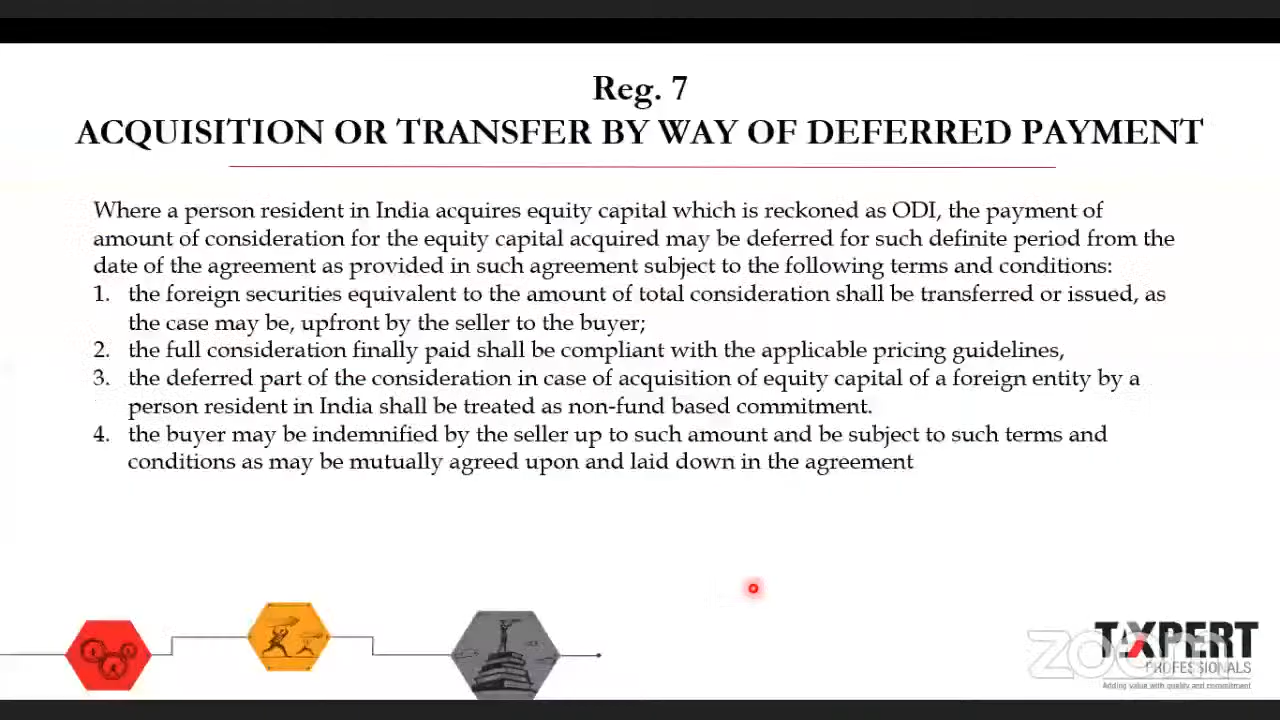 Reg. 7
ACQUISITION OR TRANSFER BY WAY OF DEFERRED PAYMENT
Where a person resident in India acquires equity capital which is reckoned as ODI, the payment of
amount of consideration for the equity capital acquired may be deferred for such definite period from the
date of the agreement as provided in such agreement subject to the following terms and conditions:
1. the foreign securities equivalent to the amount of total consideration shall be transferred or issued, as
the case may be, upfront by the seller to the buyer;
2. the full consideration finally paid shall be compliant with the applicable pricing guidelines,
3. the deferred part of the consideration in case of acquisition of equity capital of a foreign entity by a
person resident in India shall be treated as non-fund based commitment.
4. the buyer may be indemnified by the seller up to such amount and be subject to such terms and
conditions as may be mutually agreed upon and laid down in the agreement
TAXPERT
zoom
PROFESSIONALS
Adding value with quality and commitment